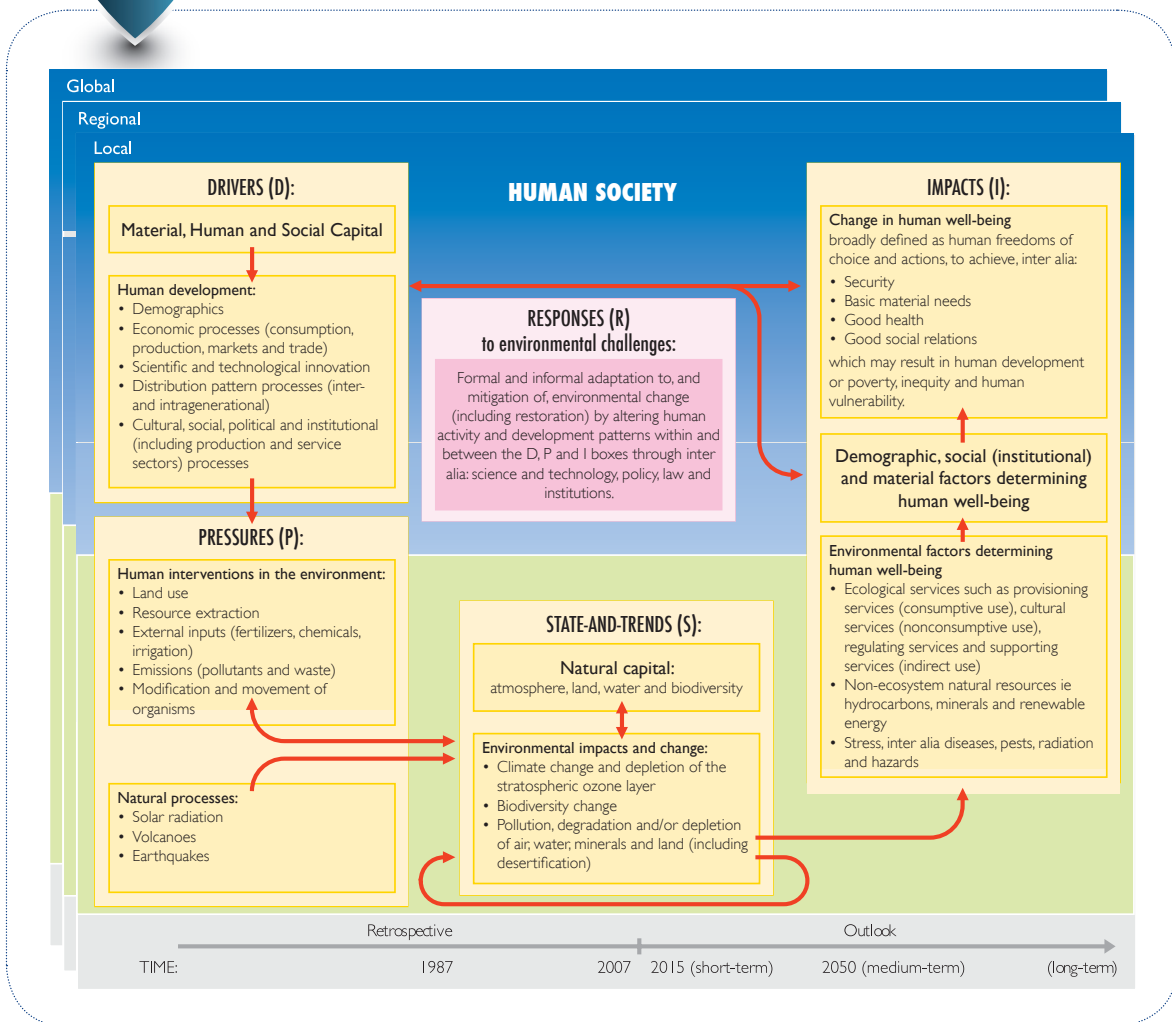 Global
Regional
Local
HUMAN SOCIETY
DRIVERS (D):
Material, Human and Social Capital
Human development:
• Demographics
• Economic processes (consumption,
production, markets and trade)
• Scientific and technological innovation
• Distribution pattern processes (inter-
and intragenerational)
• Cultural, social, political and institutional
(including production and service
sectors) processes
PRESSURES (P):
Human interventions in the environment:
• Land use
• Resource extraction
• External inputs (fertilizers, chemicals,
irrigation)
• Emissions (pollutants and waste)
• Modification and movement of
organisms
Natural processes:
• Solar radiation
• Volcanoes
• Earthquakes
RESPONSES (R)
to environmental challenges:
Formal and informal adaptation to, and
mitigation of, environmental change
(including restoration) by altering human
activity and development patterns within and
between the D, P and I boxes through inter
alia: science and technology, policy, law and
institutions.
STATE-AND-TRENDS (S):
Natural capital:
atmosphere, land, water and biodiversity
Environmental impacts and change:
• Climate change and depletion of the
stratospheric ozone layer
• Biodiversity change
• Pollution, degradation and/or depletion
of air, water, minerals and land (including
desertification)
IMPACTS (I):
Change in human well-being
broadly defined as human freedoms of
choice and actions, to achieve, inter alia:
• Security
• Basic material needs
• Good health
• Good social relations
which may result in human development
or poverty, inequity and human
vulnerability.
Demographic, social (institutional)
and material factors determining
human well-being
Environmental factors determining
human well-being
• Ecological services such as provisioning
services (consumptive use), cultural
services (nonconsumptive use),
regulating services and supporting
services (indirect use)
• Non-ecosystem natural resources ie
hydrocarbons, minerals and renewable
energy
• Stress, inter alia diseases, pests, radiation
and hazards
Retrospective
Outlook
TIME:
1987
2007
2015 (short-term)
2050 (medium-term)
(long-term)